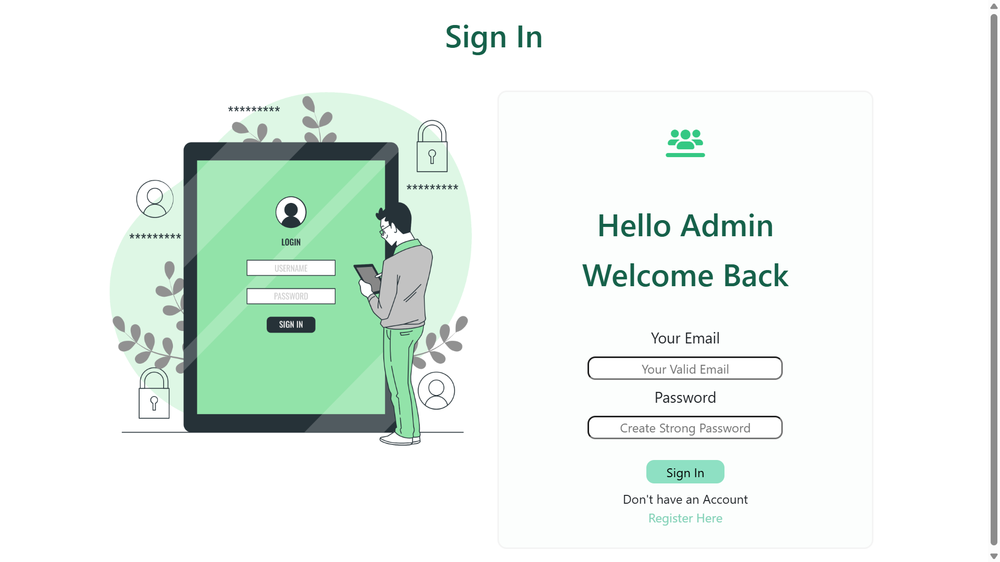 Sign In
*********
*********
*********
LOGIN
USERNAME
PASSWORD
SIGN IN
Hello Admin
Welcome Back
Your Email
Your Valid Email
Password
Create Strong Password
Sign In
Don't have an Account
Register Here